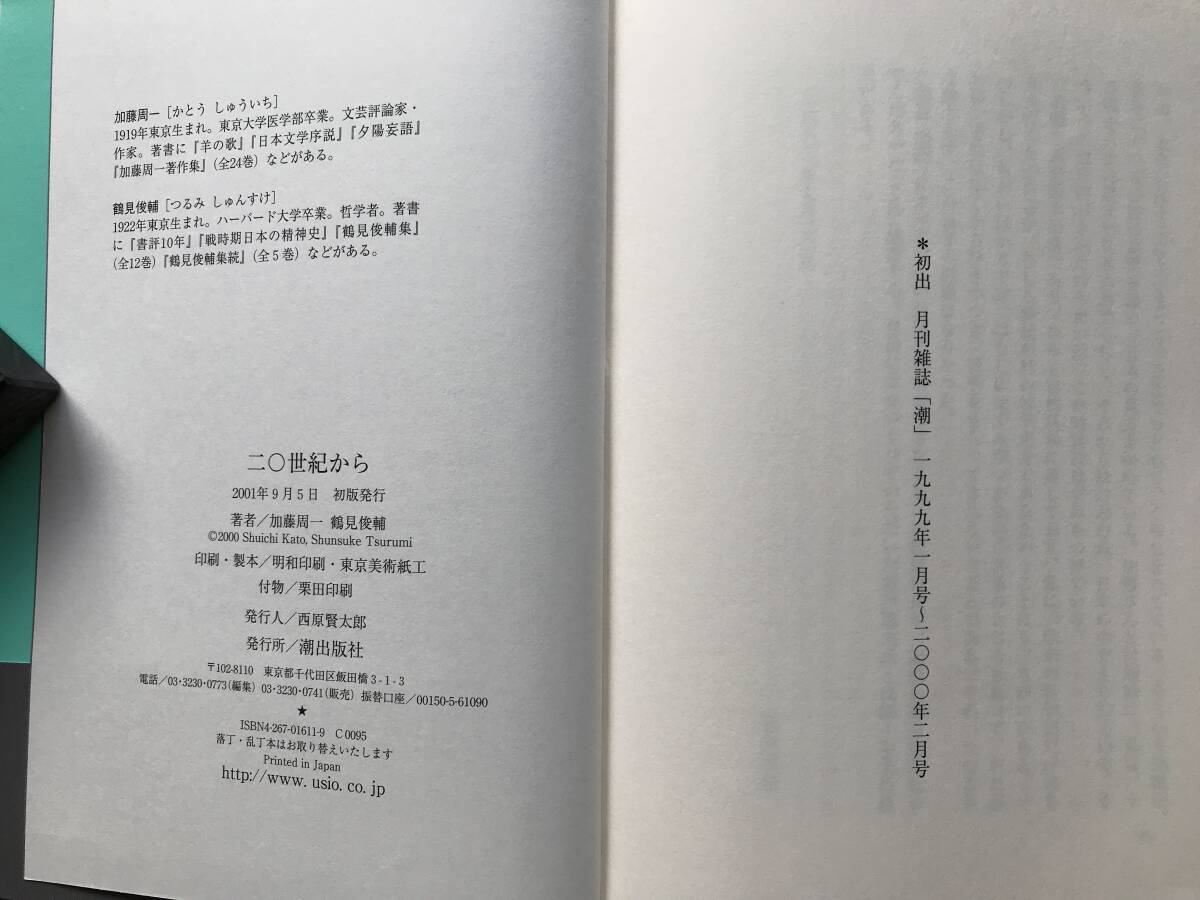 ＊初出　月刊雑誌「潮」一九九九年一月号～二〇〇〇年二月号
加藤周一［かとう しゅういち］
1919年東京生まれ。東京大学医学部卒業。文芸評論家・
作家。著書に『羊の歌』『日本文学序説』『夕陽妄語』
『加藤周一著作集』（全24巻）などがある。
鶴見俊輔［つるみ しゅんすけ］
1922年東京生まれ。ハーバード大学卒業。哲学者。著書
に『書評10年』『戦時期日本の精神史』『鶴見俊輔集』
（全12巻）『鶴見俊輔集続』（全５巻）などがある。
二〇世紀から
2001年９月５日　初版発行
著者／加藤周一 鶴見俊輔
©2000 Shuichi Kato, Shunsuke Tsurumi
印刷・製本／明和印刷・東京美術紙工
付物／栗田印刷
発行人／西原賢太郎
発行所／潮出版社
〒102-8110　東京都千代田区飯田橋３-１-３
電話／03・3230・0773（編集）03・3230・0741（販売）振替口座／00150-5-61090
★
ISBN4-267-01611-9　C0095
落丁・乱丁本はお取り替えいたします
Printed in Japan
http://www. usio. co. jp